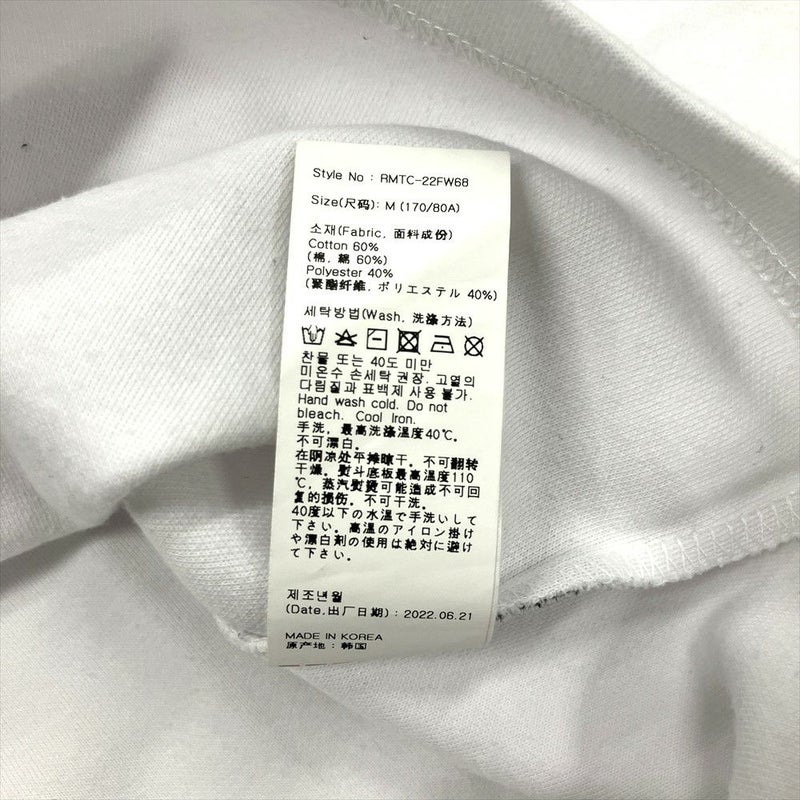 Style No : RMTC-22FW68
Size(尺码): M (170/80A)
소재(Fabric, 面料成份)
Cotton 60%
(棉, 綿 60%)
Polyester 40%
(聚酯纤维, ポリエステル 40%)
세탁방법(Wash, 洗涤方法)
찬물 또는 40도 미만
미온수 손세탁 권장. 고열의
다림질과 표백제 사용 불가.
Hand wash cold. Do not
bleach. Cool Iron.
手洗, 最高洗涤温度40℃。
不可漂白。
在阴凉处平摊晾干。不可翻转
干燥。熨斗底板最高温度110
℃, 蒸汽熨烫可能造成不可回
复的损伤。不可干洗。
40度以下の水温で手洗いして
下さい。高温のアイロン掛け
や漂白剤の使用は絶対に避け
て下さい。
제조년월
(Date,出厂日期) : 2022.06.21
MADE IN KOREA
原产地: 韩国